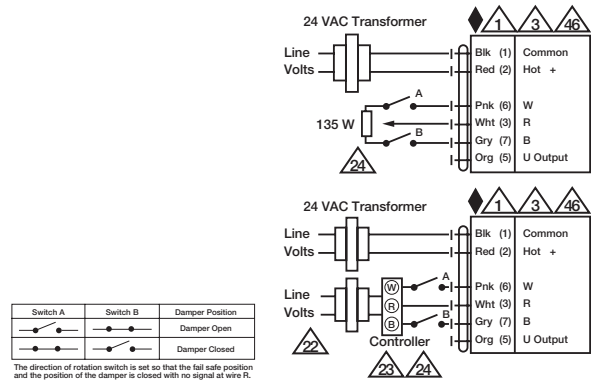 24 VAC Transformer
1 3 46
Line
Volts
Blk (1) Common
Red (2) Hot +
A
Pnk (6) W
135 W
Wht (3) R
B
Gry (7) B
Org (5) U Output
24
24 VAC Transformer
1 3 46
Line
Volts
Blk (1) Common
Red (2) Hot +
A
W
Pnk (6) W
Line
Volts
R
Wht (3) R
B
B
Gry (7) B
Org (5) U Output
22
Controller
23 24
Switch A Switch B Damper Position
Damper Open
Damper Closed
The direction of rotation switch is set so that the fail safe position
and the position of the damper is closed with no signal at wire R.